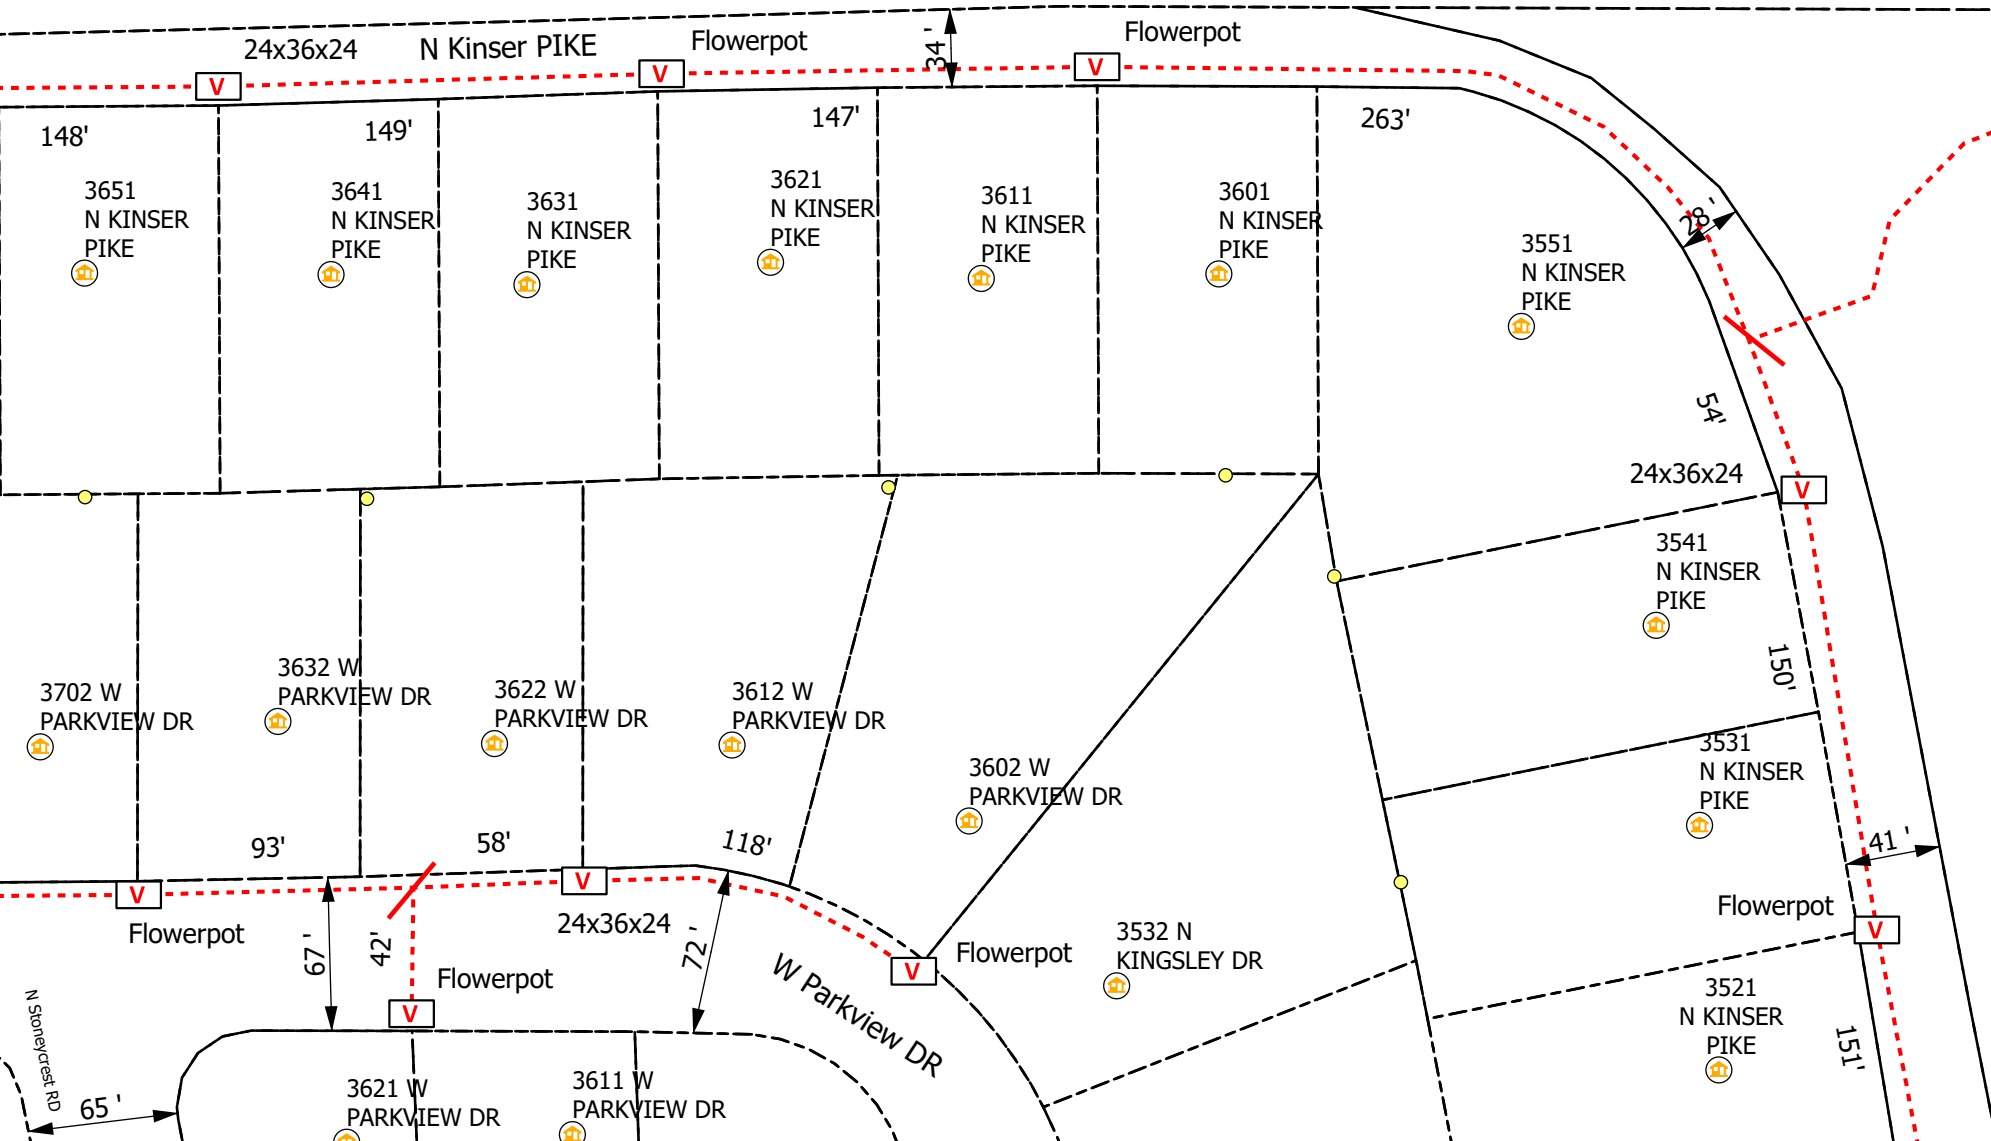 24x36x24
N Kinser PIKE
Flowerpot
34 '
Flowerpot
V
V
V
148'
149'
147'
263'
3651
N KINSER
PIKE
3641
N KINSER
PIKE
3631
N KINSER
PIKE
3621
N KINSER
PIKE
3611
N KINSER
PIKE
3601
N KINSER
PIKE
28 '
3551
N KINSER
PIKE
54'
24x36x24
V
3541
N KINSER
PIKE
150'
3702 W
PARKVIEW DR
3632 W
PARKVIEW DR
3622 W
PARKVIEW DR
3612 W
PARKVIEW DR
3602 W
PARKVIEW DR
3531
N KINSER
PIKE
41 '
93'
58'
118'
V
V
Flowerpot
24x36x24
67 '
42'
72 '
Flowerpot
V
W Parkview DR
V
Flowerpot
3532 N
KINGSLEY DR
Flowerpot
V
3521
N KINSER
PIKE
151'
N Stoneycrest RD
65 '
3621 W
PARKVIEW DR
3611 W
PARKVIEW DR